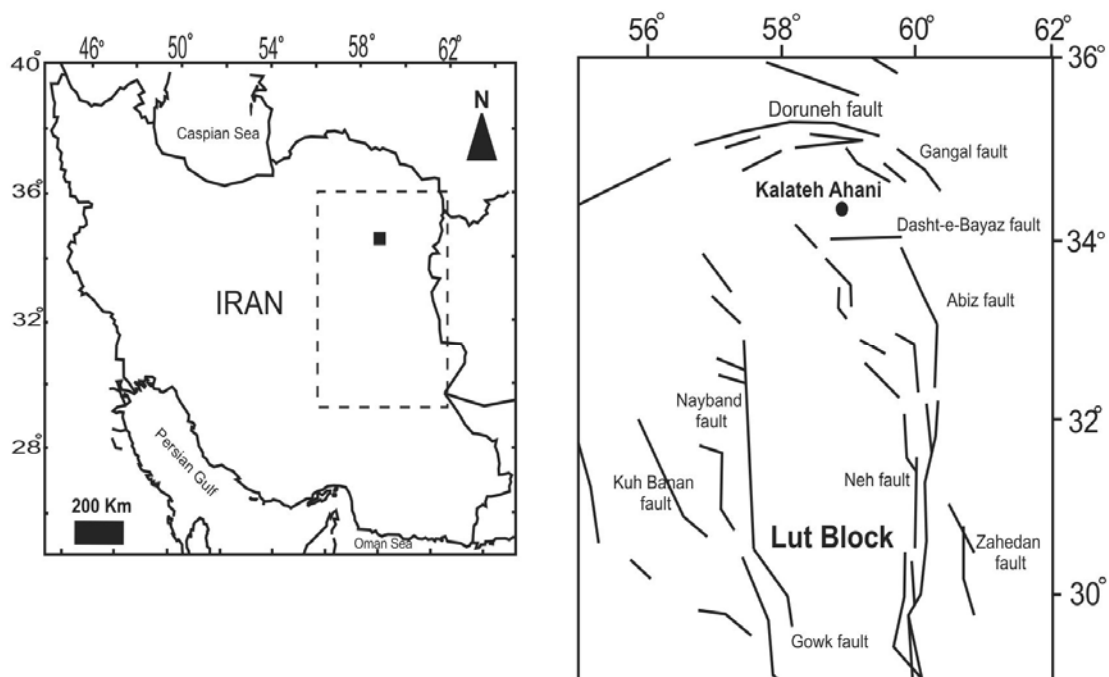 46° 50° 54° 58° 62°
40°
36°
32°
28°
N
Caspian Sea
IRAN
Persian Gulf
200 Km
Oman Sea
56° 58° 60° 62°
36°
34°
32°
30°
Doruneh fault
Gangal fault
Kalateh Ahani
Dasht-e-Bayaz fault
Abiz fault
Nayband
fault
Kuh Banan
fault
Neh fault
Lut Block
Zahedan
fault
Gowk fault